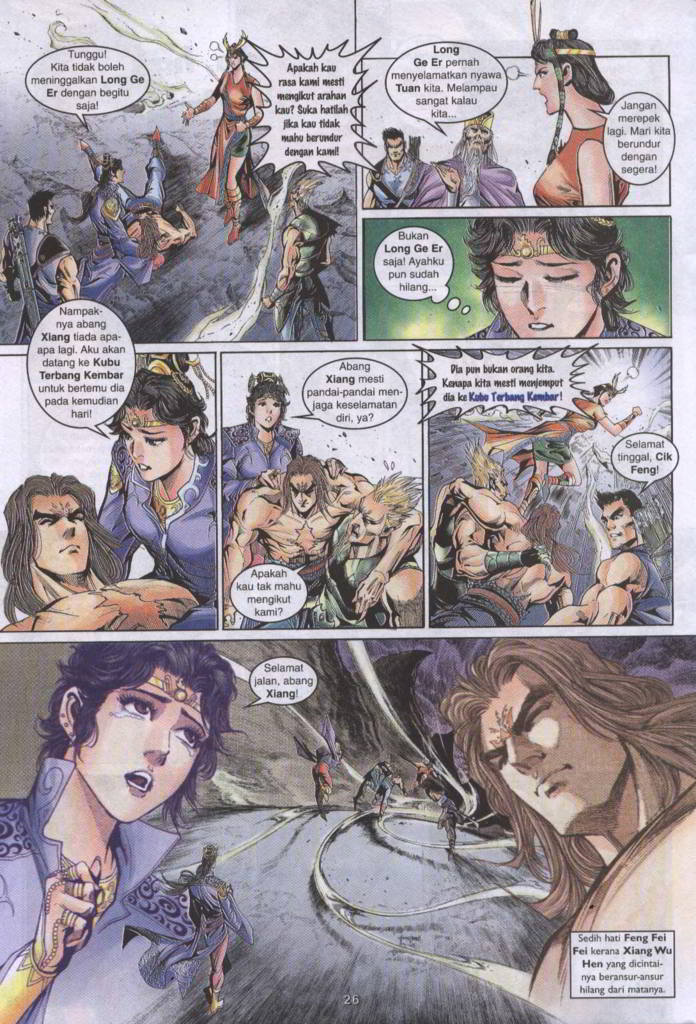 Tunggu!
Kita tidak boleh
meninggalkan Long Ge
Er dengan begitu
saja!
Apakah kau
rasa kami mesti
mengikut arahan
kau? Suka hatilah
jika kau tidak
mahu berundur
dengan kami!
Long
Ge Er pernah
menyelamatkan nyawa
Tuan kita. Melampau
sangat kalau
kita...
Jangan
merepek
lagi. Mari kita
berundur
dengan
segera!
Bukan
Long Ge Er
saja! Ayahku
pun sudah
hilang...
Nampak-
nya abang
Xiang tiada apa-
apa lagi. Aku akan
datang ke Kubu
Terbang Kembar
untuk bertemu dia
pada kemudian
hari!
Abang
Xiang mesti
pandai-pandai men-
jaga keselamatan
diri, ya?
Apakah
kau tak mahu
mengikut
kami?
Dia pun bukan orang kita.
Kenapa kita mesti menjemput
dia ke Kubu Terbang Kembar!
Selamat
tinggal, Cik
Feng!
Selamat
jalan, abang
Xiang!
Sedih hati Feng Fei
Fei kerana Xiang Wu
Hen yang dicintai-
nya beransur-ansur
hilang dari matanya.
26